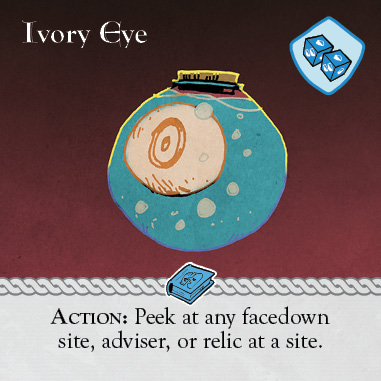 Ivory Eye
ACTION: Peek at any facedown
site, adviser, or relic at a site.